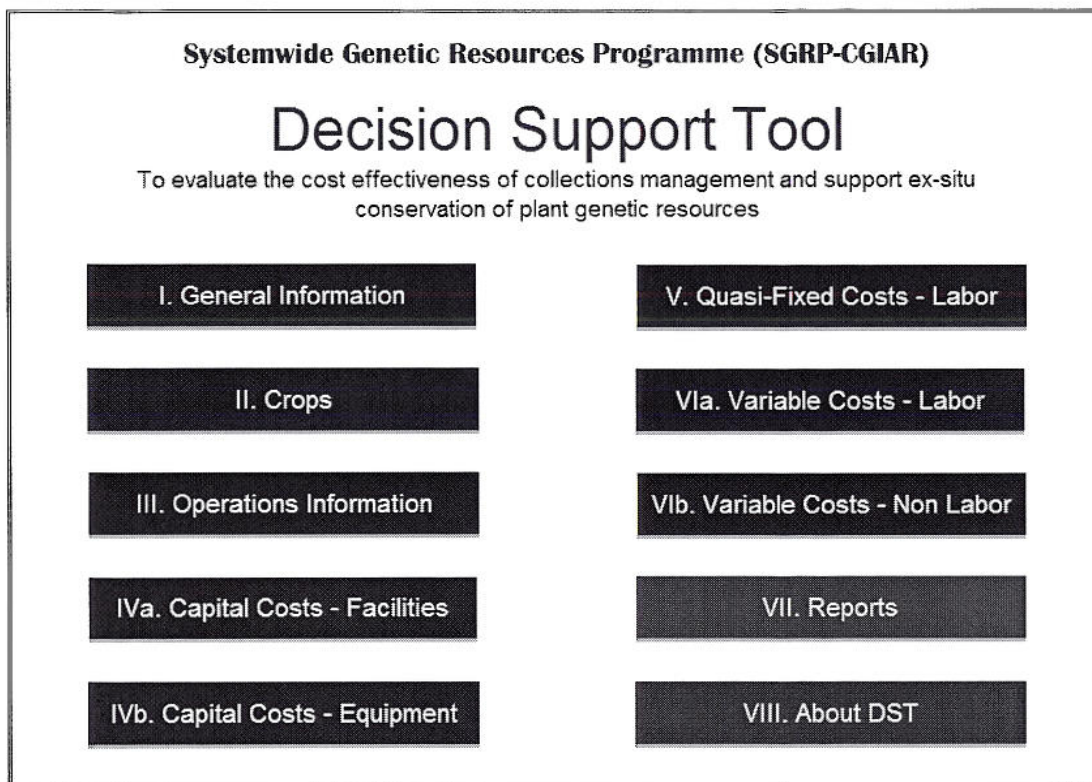 Systemwide Genetic Resources Programme (SGRP-CGIAR)
Decision Support Tool
To evaluate the cost effectiveness of collections management and support ex-situ
conservation of plant genetic resources
I. General Information
II. Crops
III. Operations Information
IVa. Capital Costs - Facilities
IVb. Capital Costs - Equipment
V. Quasi-Fixed Costs - Labor
VIa. Variable Costs - Labor
VIb. Variable Costs - Non Labor
VII. Reports
VIII. About DST